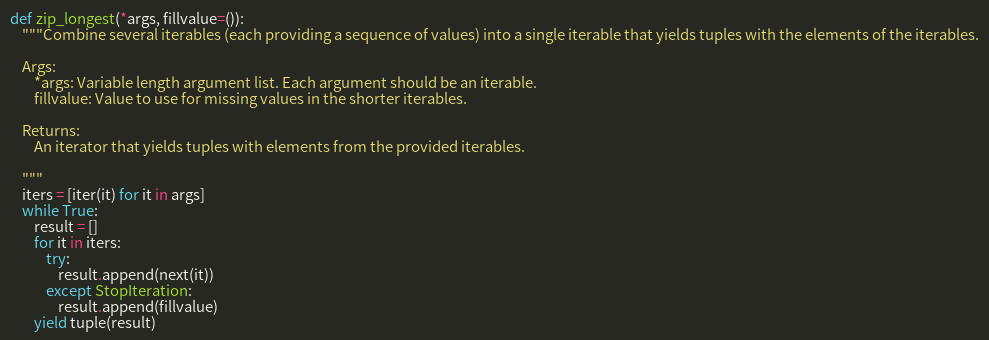 def zip_longest(*args, fillvalue=()):
    """Combine several iterables (each providing a sequence of values) into a single iterable that yields tuples with the elements of the iterables.

    Args:
        *args: Variable length argument list. Each argument should be an iterable.
        fillvalue: Value to use for missing values in the shorter iterables.

    Returns:
        An iterator that yields tuples with elements from the provided iterables.

    """
    iters = [iter(it) for it in args]
    while True:
        result = []
        for it in iters:
            try:
                result.append(next(it))
            except StopIteration:
                result.append(fillvalue)
        yield tuple(result)